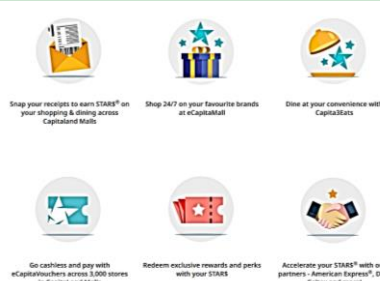 Snap your receipts to earn STAR$® on
your shopping & dining across
Capitaland Malls
Shop 24/7 on your favourite brands
at eCapitaMall
Dine at your convenience with
Capita3Eats
Go cashless and pay with
eCapitaVouchers across 3,000 stores
Redeem exclusive rewards and perks
with your STAR$
Accelerate your STAR$® with
partners - American Express®,